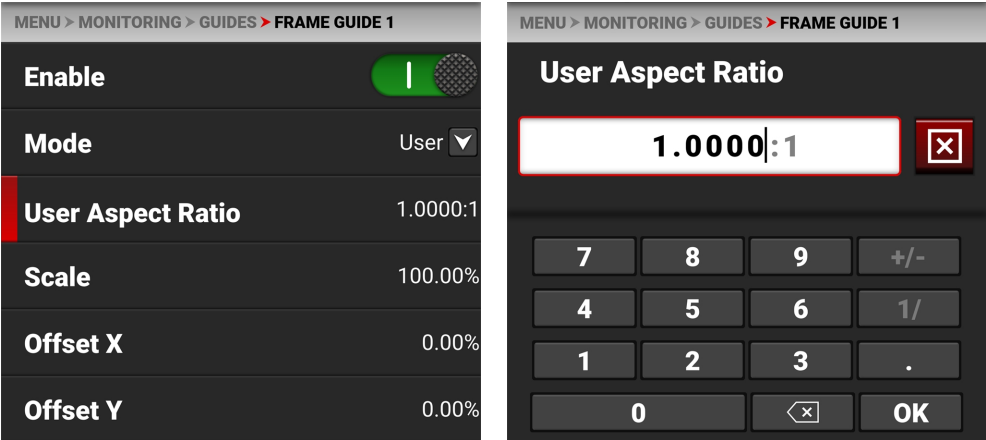 MENU > MONITORING > GUIDES > FRAME GUIDE 1
Enable
Mode User
User Aspect Ratio 1.0000:1
Scale 100.00%
Offset X 0.00%
Offset Y 0.00%
MENU > MONITORING > GUIDES > FRAME GUIDE 1
User Aspect Ratio
1.0000:1
7 8 9 +/-
4 5 6 1/
1 2 3 .
0 OK